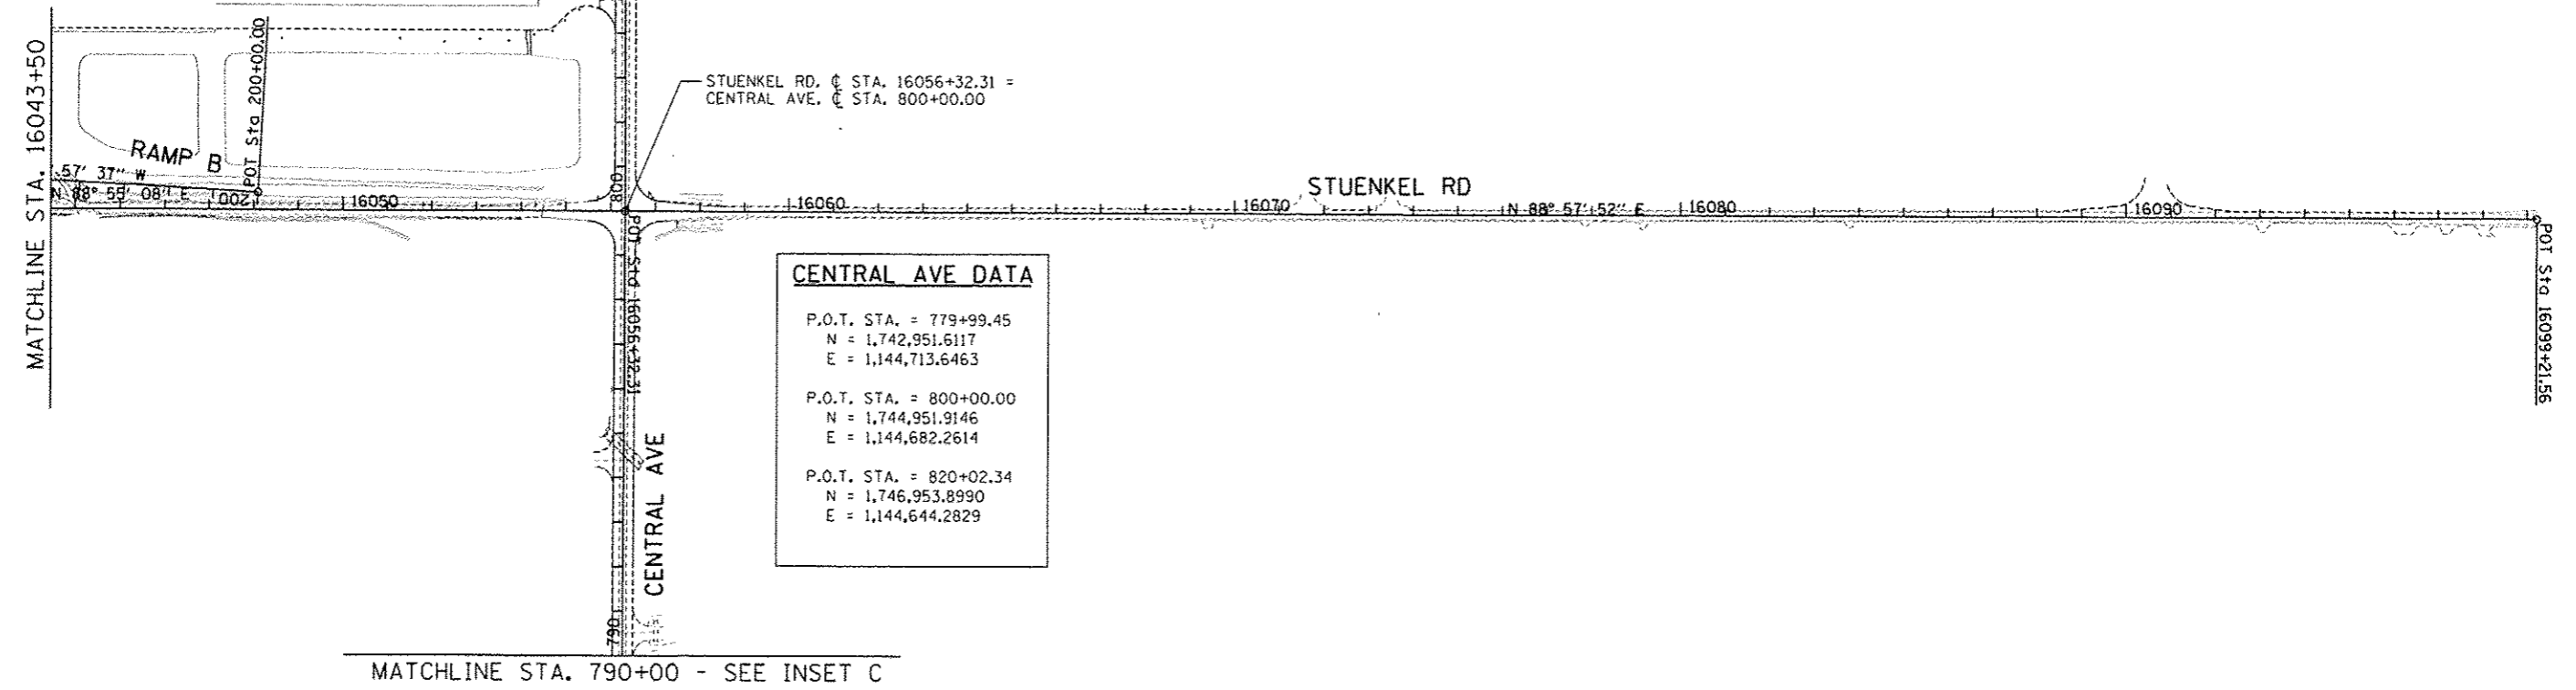 MATCHLINE STA. 16043+50
POT Sta 200+00.00
STUENKEL RD. ℄ STA. 16056+32.31 =
CENTRAL AVE. ℄ STA. 800+00.00
RAMP B
57' 37" W
N 88° 55' 08" E
200
16050
800
16060
STUENKEL RD
16070
N 88° 57' 52" E
16080
16090
POT Sta 16056+32.31
POT Sta 16099+21.56
CENTRAL AVE DATA
P.O.T. STA. = 779+99.45
N = 1,742,951.6117
E = 1,144,713.6463
P.O.T. STA. = 800+00.00
N = 1,744,951.9146
E = 1,144,682.2614
P.O.T. STA. = 820+02.34
N = 1,746,953.8990
E = 1,144,644.2829
CENTRAL AVE
790
MATCHLINE STA. 790+00 - SEE INSET C